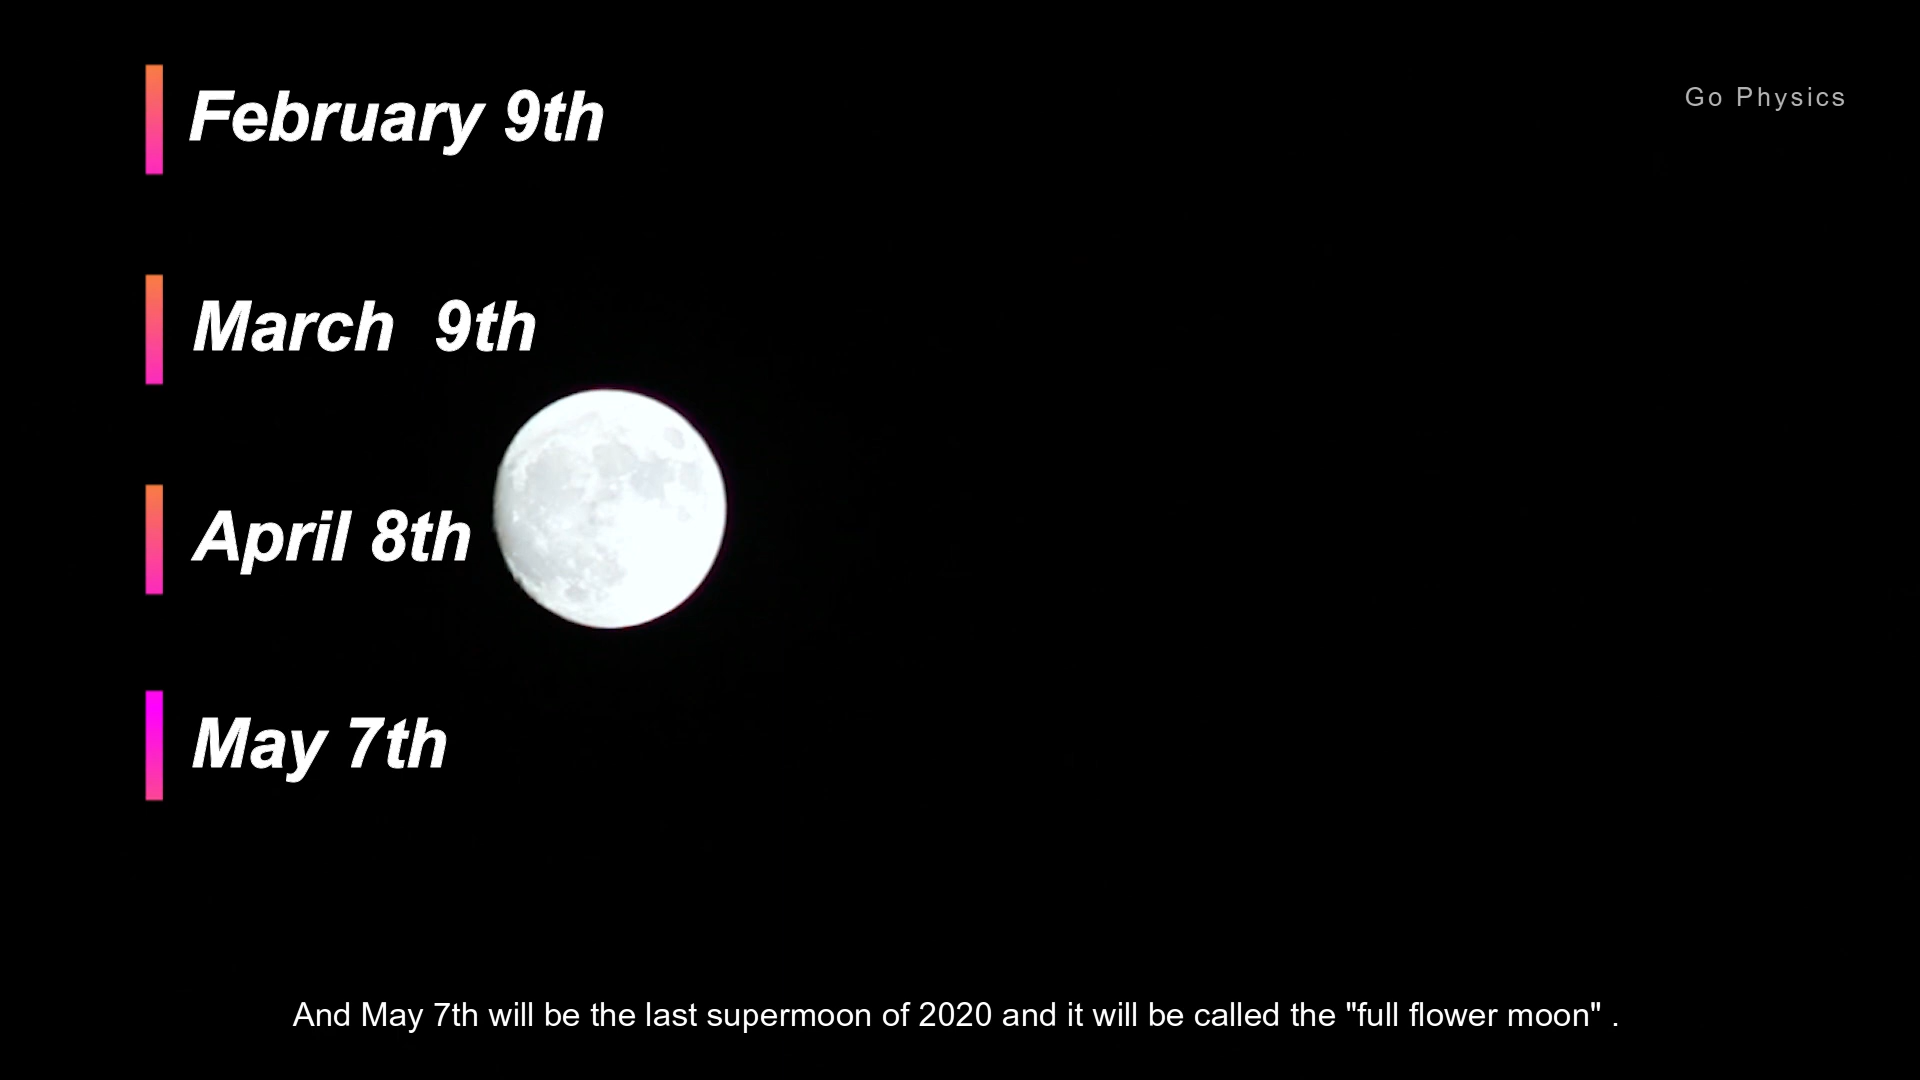 February 9th
Go Physics
March 9th
April 8th
May 7th
And May 7th will be the last supermoon of 2020 and it will be called the "full flower moon" .